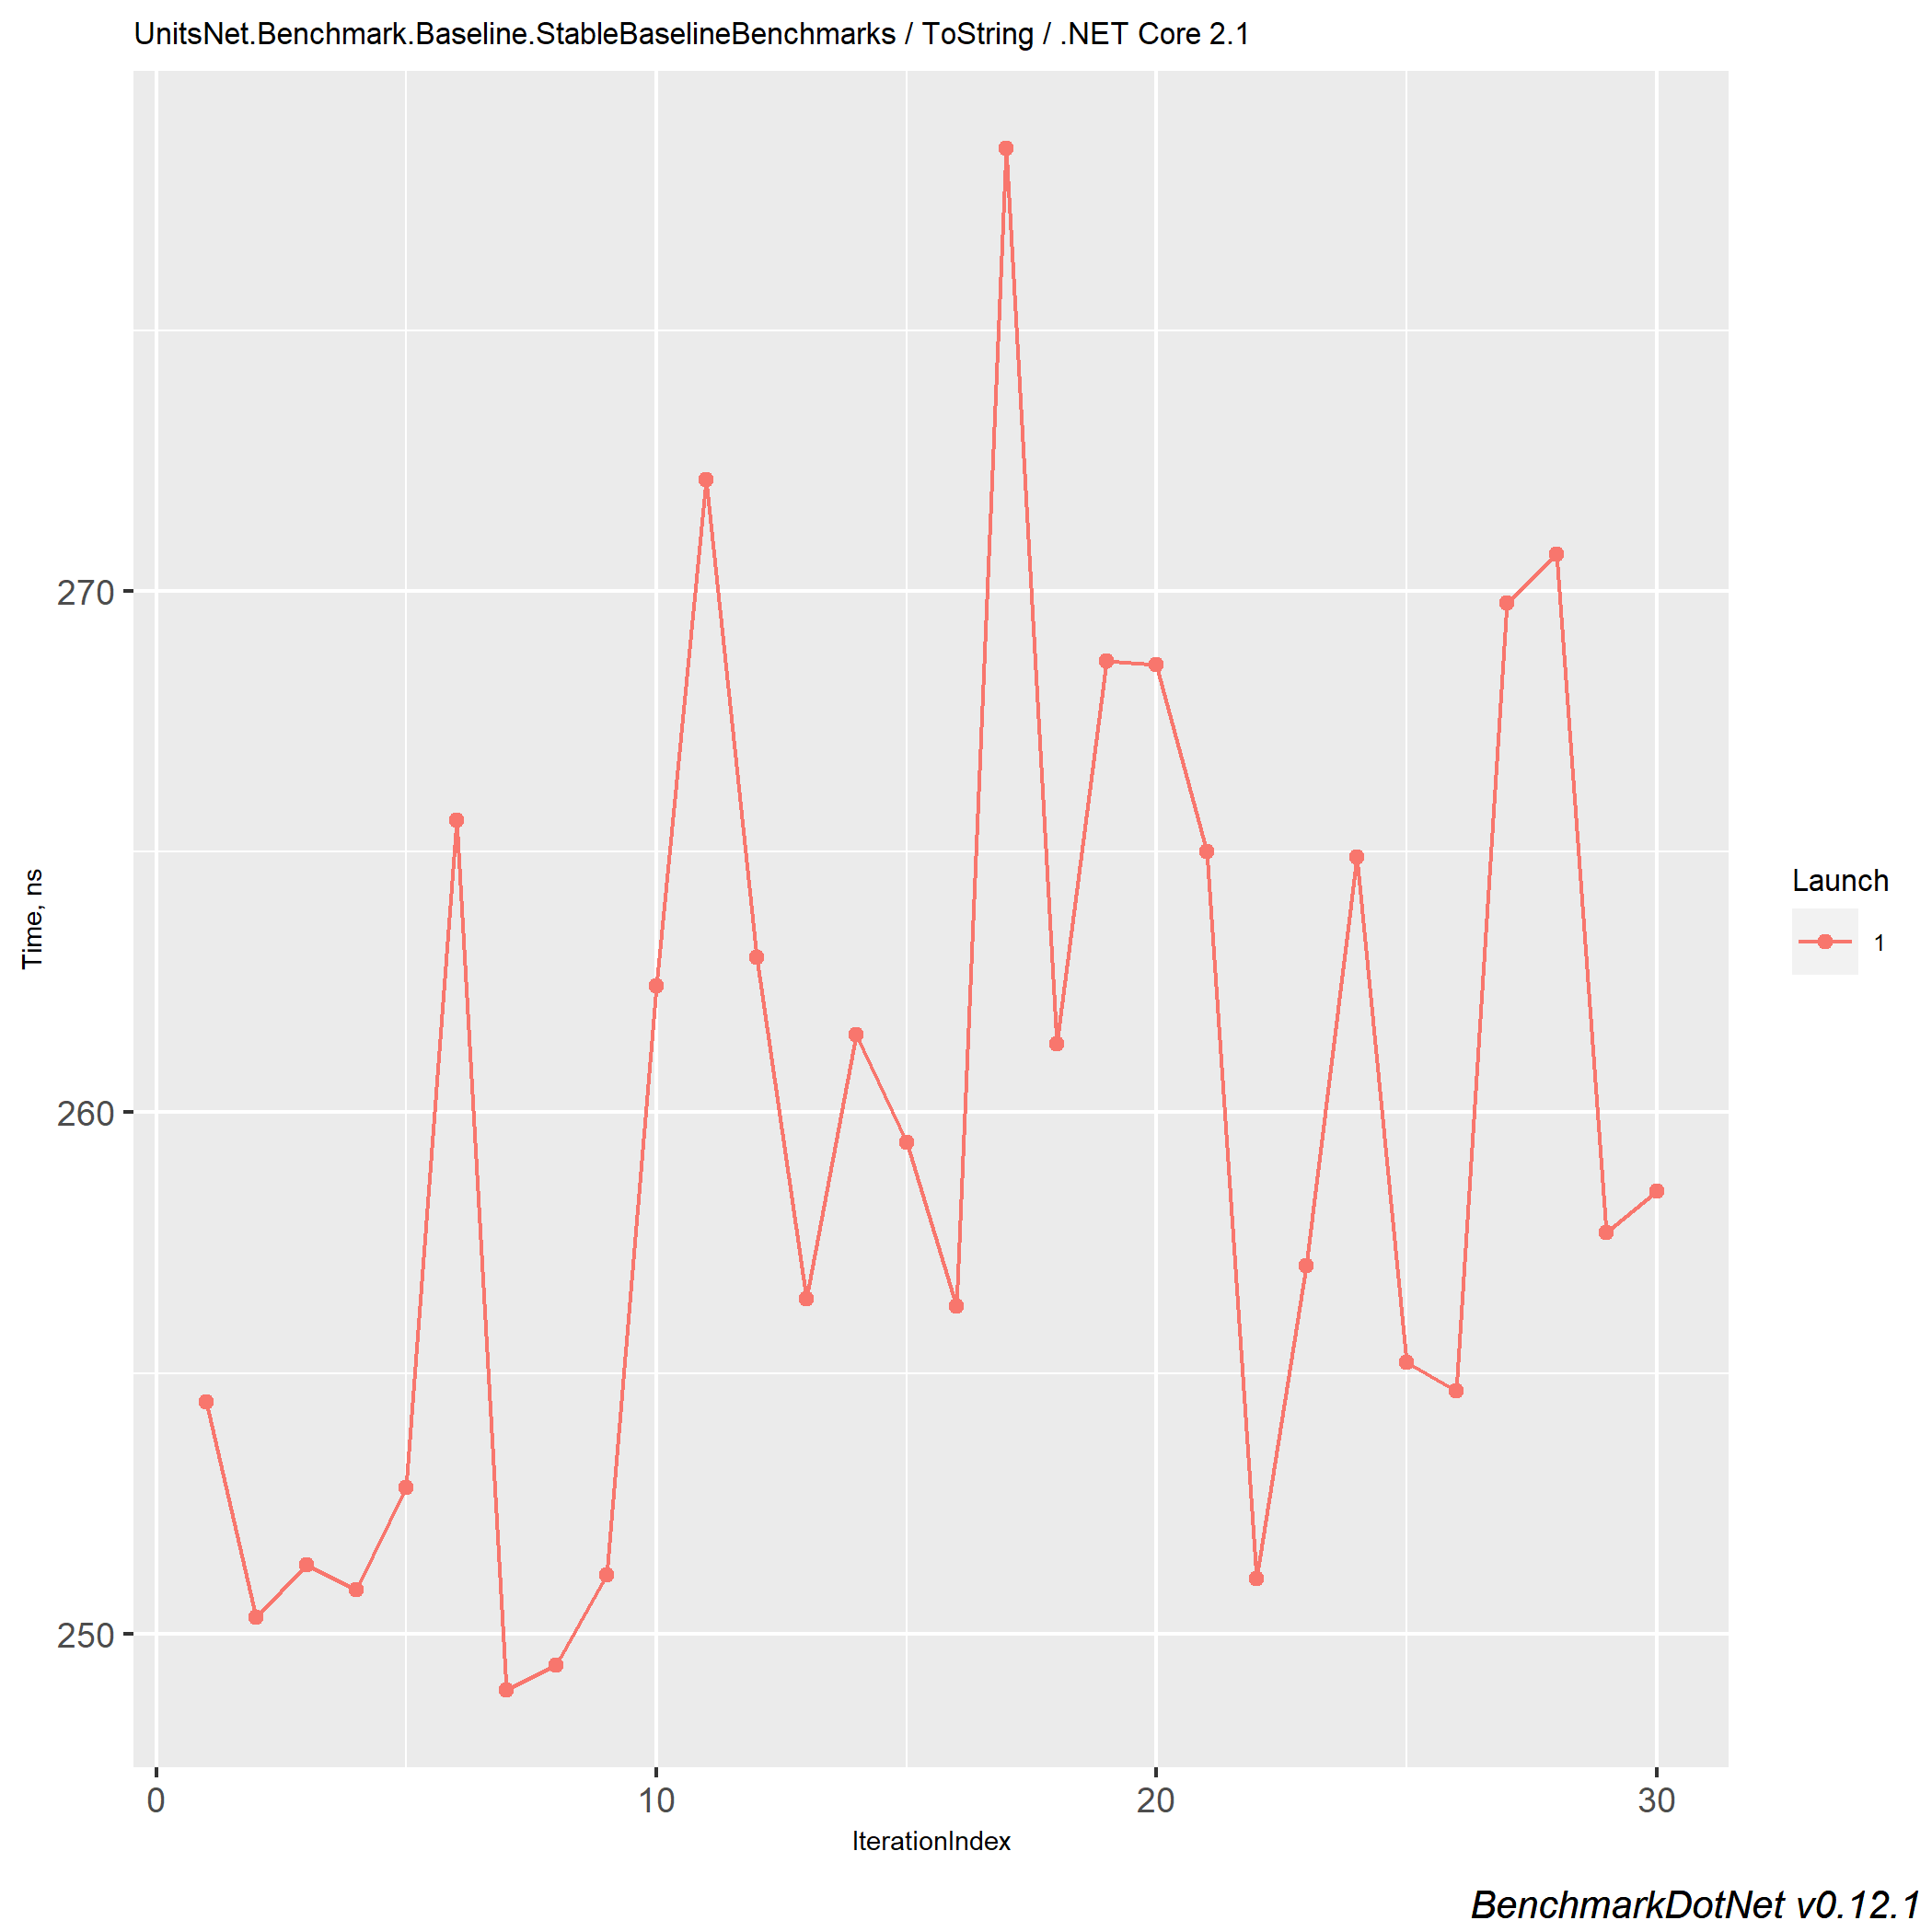 UnitsNet.Benchmark.Baseline.StableBaselineBenchmarks / ToString / .NET Core 2.1
Time, ns
270
260
250
0 10 20 30
IterationIndex
Launch
1
BenchmarkDotNet v0.12.1